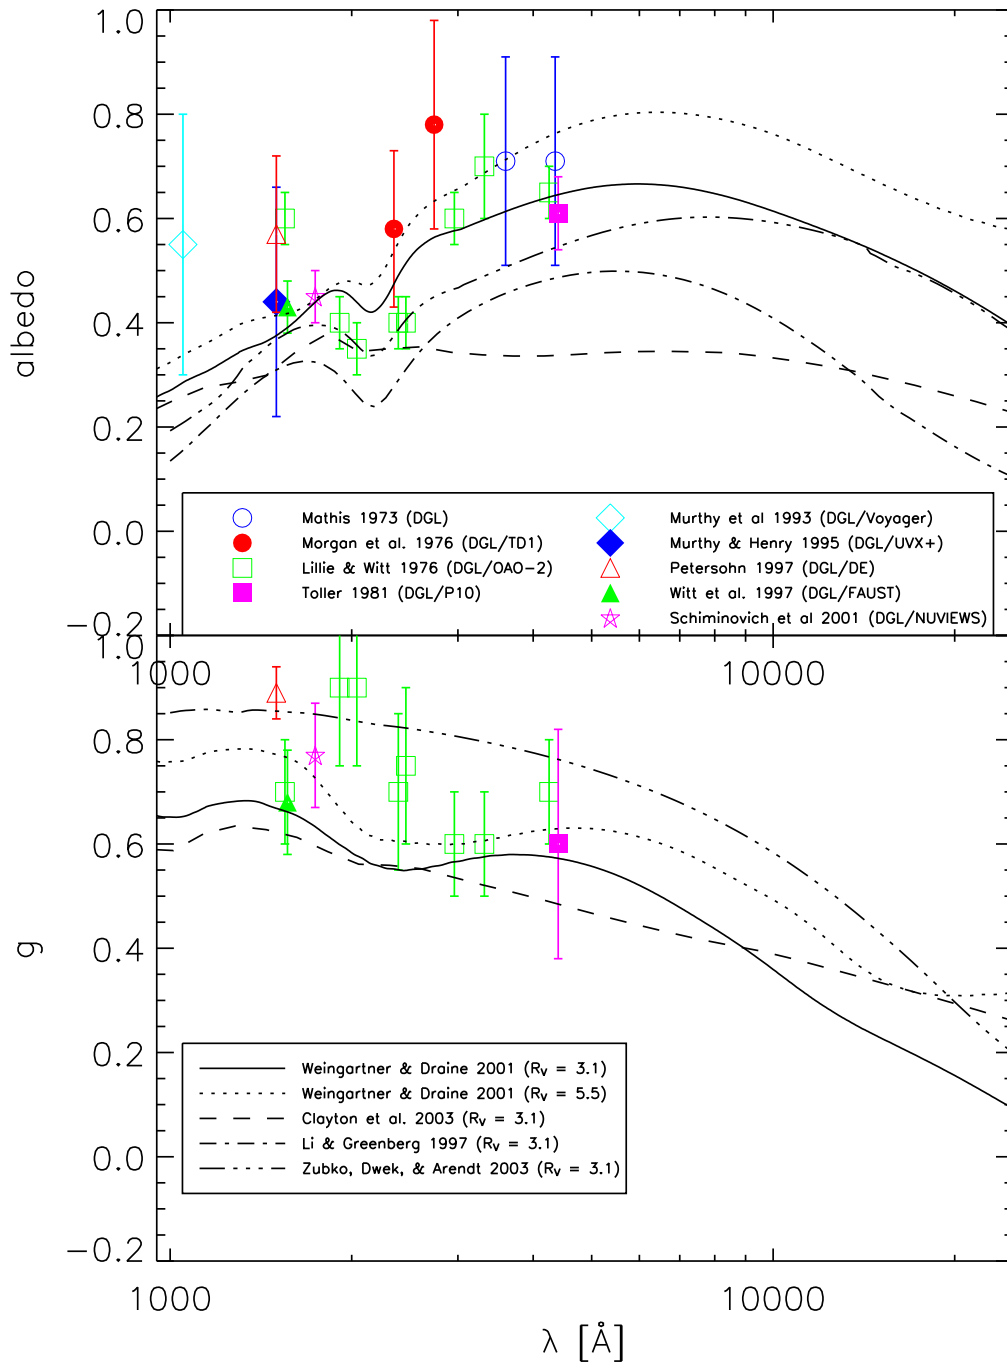 1.0
0.8
0.6
0.4
0.2
0.0
−0.2
albedo
Mathis 1973 (DGL)
Morgan et al. 1976 (DGL/TD1)
Lillie & Witt 1976 (DGL/OAO−2)
Toller 1981 (DGL/P10)
Murthy et al 1993 (DGL/Voyager)
Murthy & Henry 1995 (DGL/UVX+)
Petersohn 1997 (DGL/DE)
Witt et al. 1997 (DGL/FAUST)
Schiminovich et al 2001 (DGL/NUVIEWS)
1000 10000
1.0
0.8
0.6
0.4
0.2
0.0
−0.2
g
Weingartner & Draine 2001 (Rv = 3.1)
Weingartner & Draine 2001 (Rv = 5.5)
Clayton et al. 2003 (Rv = 3.1)
Li & Greenberg 1997 (Rv = 3.1)
Zubko, Dwek, & Arendt 2003 (Rv = 3.1)
1000 10000
λ [Å]